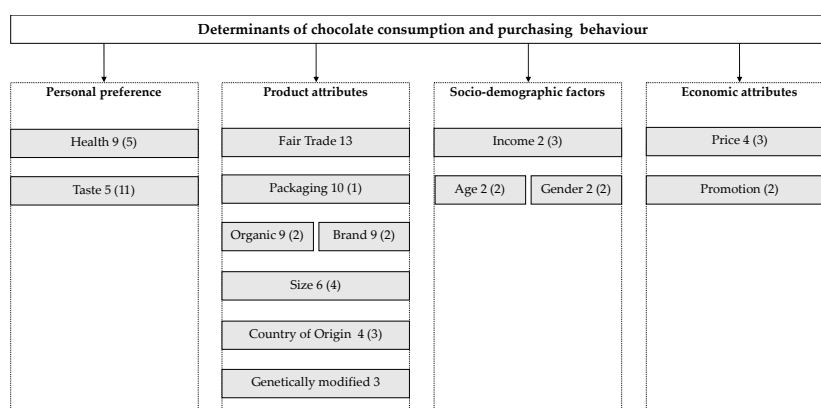 Determinants of chocolate consumption and purchasing behaviour
Personal preference
Health 9 (5)
Taste 5 (11)
Product attributes
Fair Trade 13
Packaging 10 (1)
Organic 9 (2)
Brand 9 (2)
Size 6 (4)
Country of Origin 4 (3)
Genetically modified 3
Socio-demographic factors
Income 2 (3)
Age 2 (2)
Gender 2 (2)
Economic attributes
Price 4 (3)
Promotion (2)